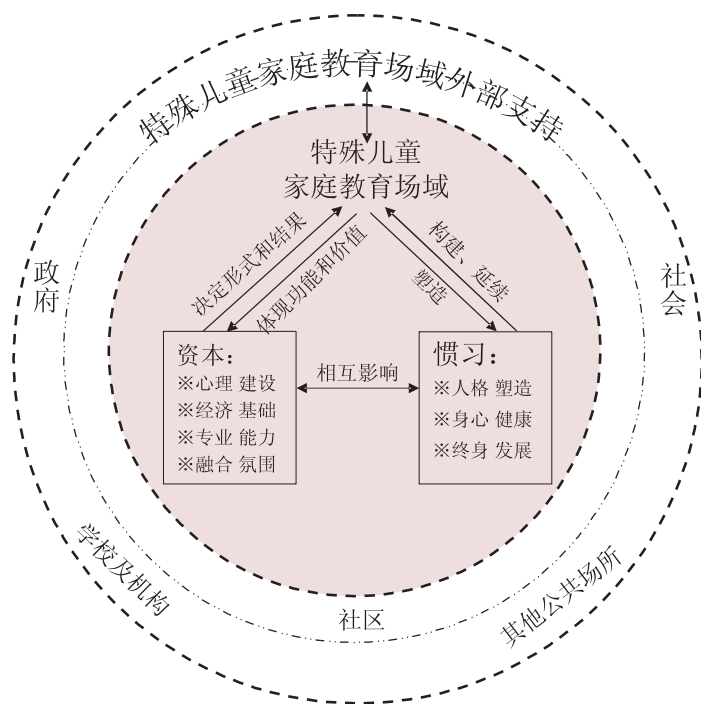 特殊儿童家庭教育场域外部支持
特殊儿童
家庭教育场域
决定形式和结果
体现功能和价值
塑造
构建、延续
政府
社会
资本：
※心理 建设
※经济 基础
※专业 能力
※融合 氛围
相互影响
惯习：
※人格 塑造
※身心 健康
※终身 发展
学校及机构
社区
其他公共场所